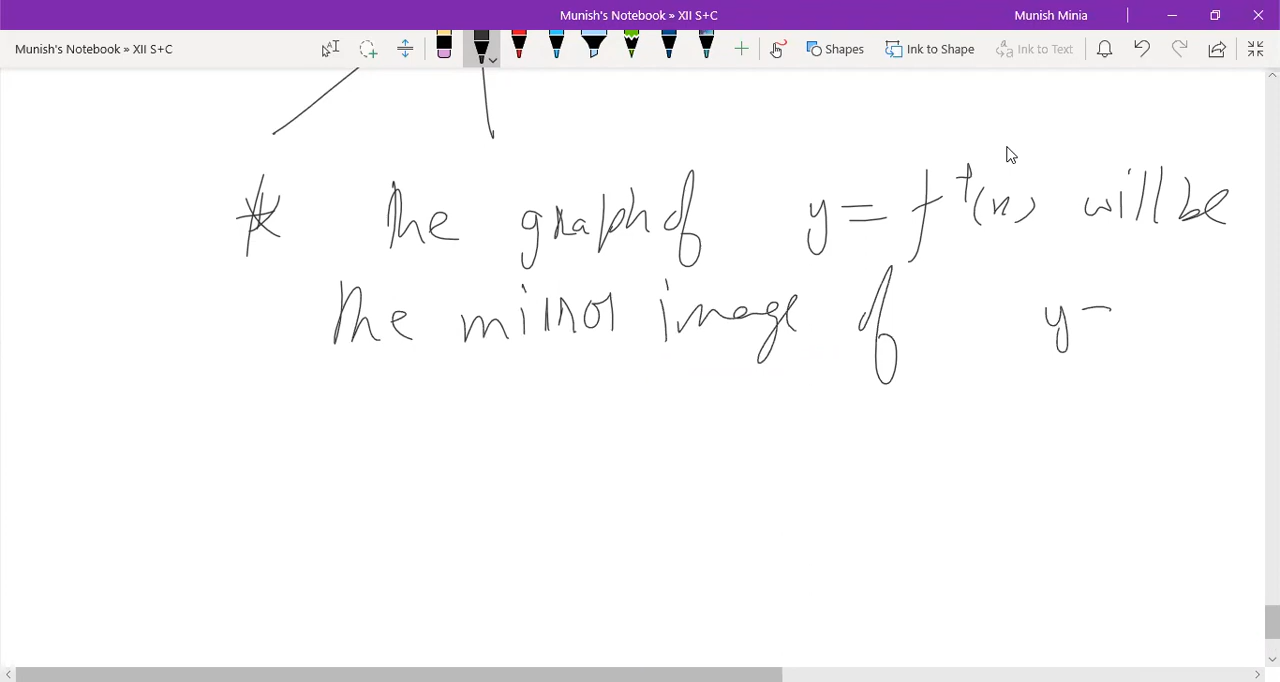 Munish's Notebook » XII S+C
Munish Minia
Munish's Notebook » XII S+C
Shapes
Ink to Shape
Ink to Text
* the graph of y = f⁻¹(x) will be
the mirror image of y-